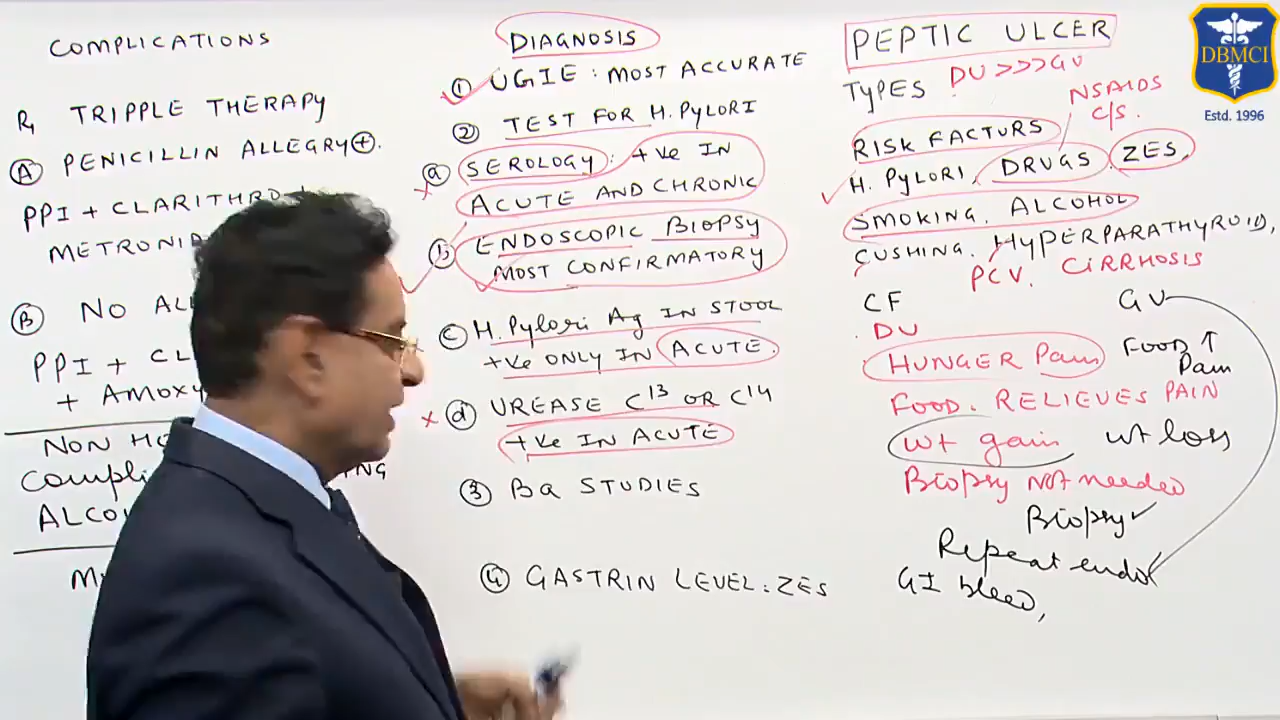 COMPLICATIONS
R TRIPPLE THERAPY
(A) PENICILLIN ALLEGRY⊕.
PPI + CLARITHRO
METRONID
(B) NO AL
PPI + CL
+ AMOXY
NON HE
COMPLI ING
ALCO
DIAGNOSIS
① UGIE : MOST ACCURATE
② TEST FOR H. PYLORI
ⓐ SEROLOGY : +ve IN
ACUTE AND CHRONIC
ⓑ ENDOSCOPIC BIOPSY
MOST CONFIRMATORY
ⓒ H. Pylori Ag IN STOOL
+ve ONLY IN ACUTE.
ⓓ UREASE C13 OR C14
+ve IN ACUTE
③ Ba STUDIES
④ GASTRIN LEVEL : ZES
PEPTIC ULCER
TYPES DU >>> GU
NSAIDS
C/S.
RISK FACTORS
H. PYLORI, DRUGS, ZES.
SMOKING. ALCOHOL
CUSHING. HYPERPARATHYROID,
PCV. CIRRHOSIS
CF GU
DU
HUNGER Pain FOOD ↑
Pain
FOOD. RELIEVES PAIN
wt gain wt loss
Biopsy NOT needed
Biopsy ✓
Repeat endo
GI bleed,
DBMCI
Estd. 1996